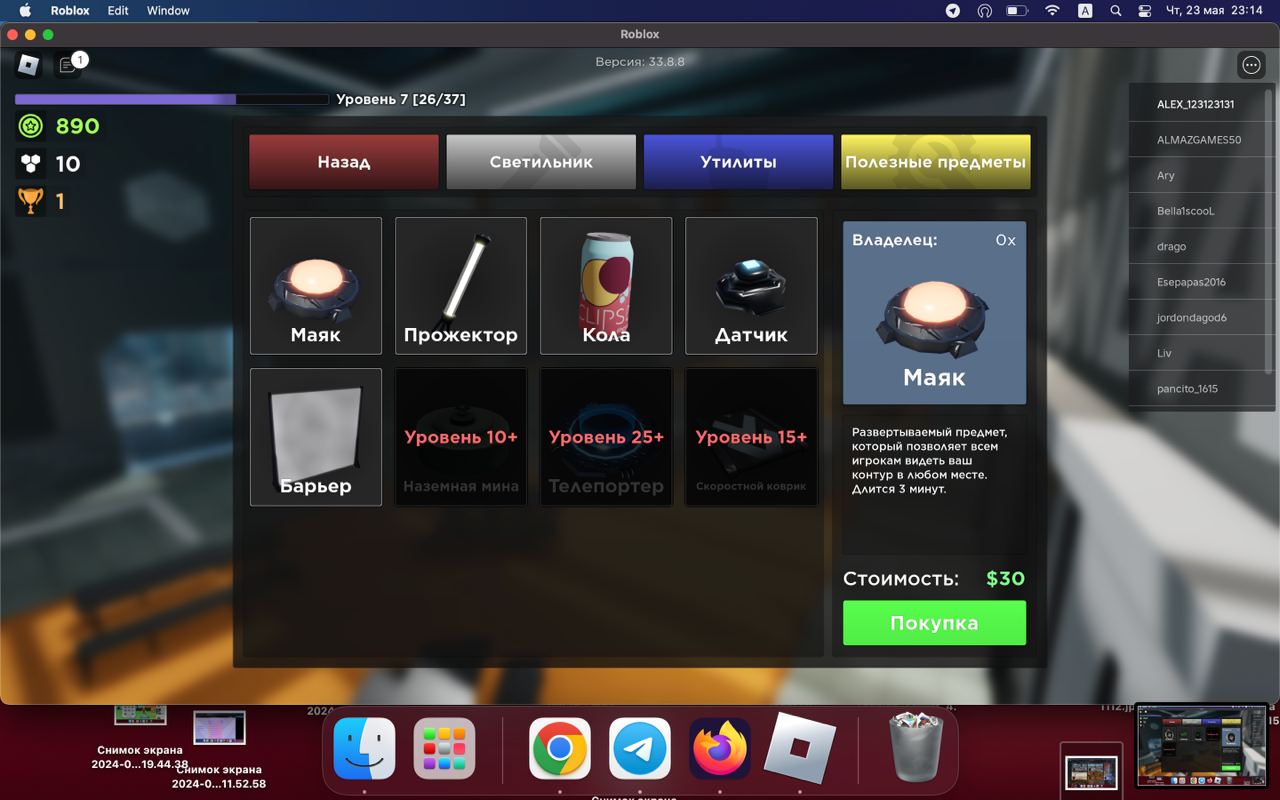 Roblox Edit Window
A
Чт, 23 мая 23:14
Roblox
1
Версия: 33.8.8
Уровень 7 [26/37]
890
10
1
Назад
Светильник
Утилиты
Полезные предметы
Маяк
Прожектор
Кола
Датчик
Барьер
Уровень 10+
Наземная мина
Уровень 25+
Телепортер
Уровень 15+
Скоростной коврик
Владелец: 0x
Маяк
Развертываемый предмет,
который позволяет всем
игрокам видеть ваш
контур в любом месте.
Длится 3 минут.
Стоимость: $30
Покупка
ALEX_123123131
ALMAZGAMES50
Ary
Bella1scooL
drago
Esepapas2016
jordondagod6
Liv
pancito_1615
Снимок экрана
2024-0...19.44.38
Снимок экрана
2024-0...11.52.58